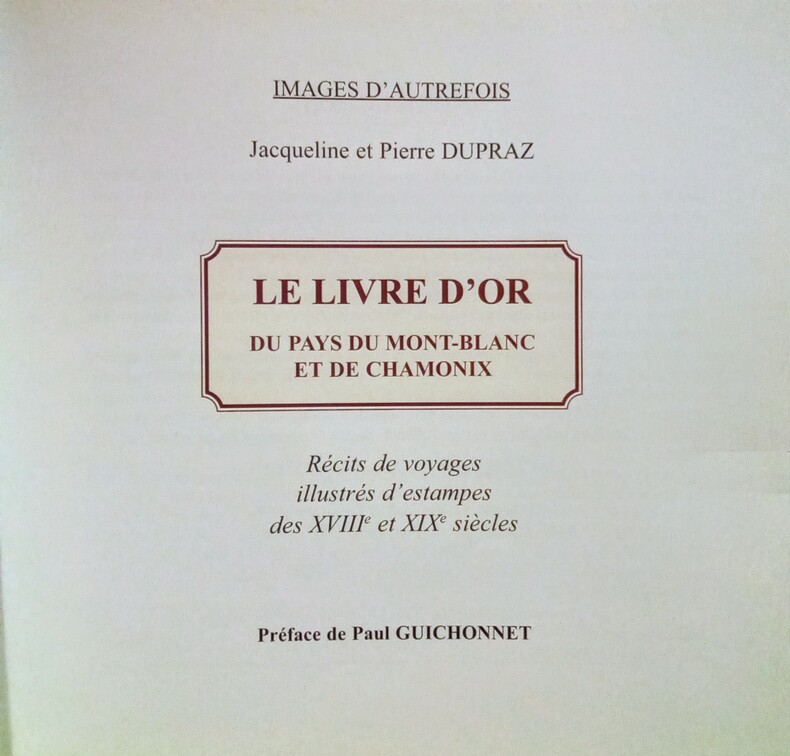 IMAGES D'AUTREFOIS
Jacqueline et Pierre DUPRAZ
LE LIVRE D'OR
DU PAYS DU MONT-BLANC
ET DE CHAMONIX
Récits de voyages
illustrés d'estampes
des XVIIIᵉ et XIXᵉ siècles
Préface de Paul GUICHONNET